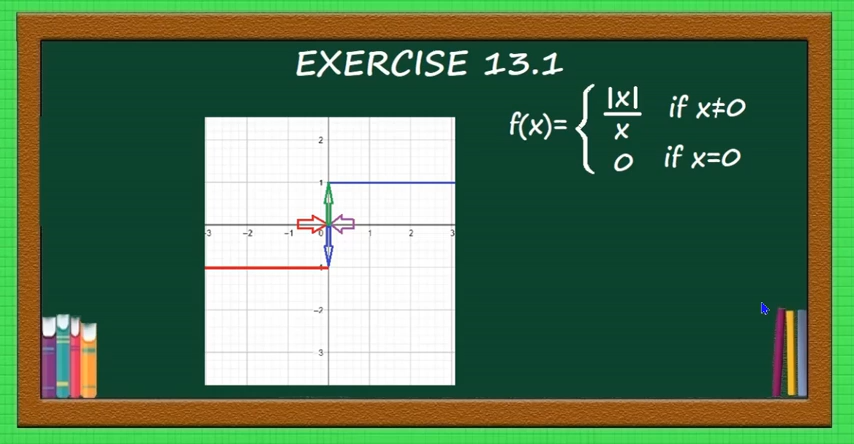 EXERCISE 13.1
f(x)= { |x|/x if x≠0
0 if x=0
2
1
-3 -2 -1 0 1 2 3
-2
3